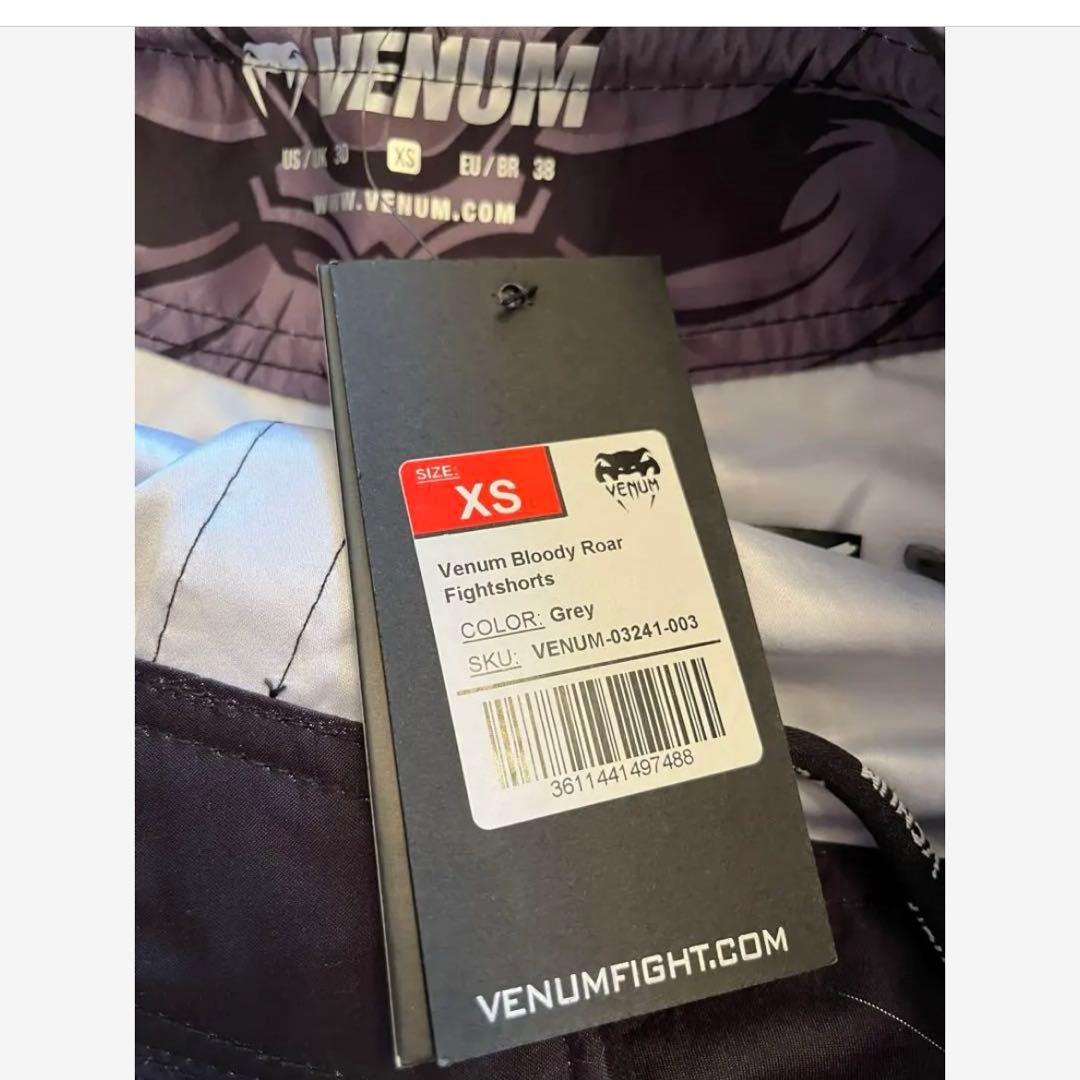 VENUM
US/UK 30 XS EU/BR 38
WWW.VENUM.COM
SIZE:
XS
VENUM
Venum Bloody Roar
Fightshorts
COLOR: Grey
SKU: VENUM-03241-003
3611441497488
VENUMFIGHT.COM